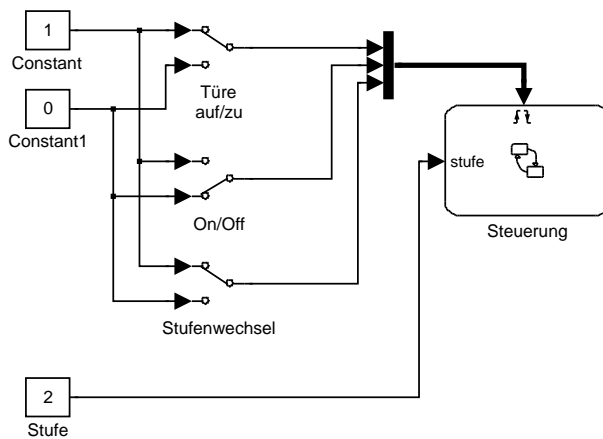 1
Constant
0
Constant1
Türe
auf/zu
On/Off
Stufenwechsel
stufe
Steuerung
2
Stufe